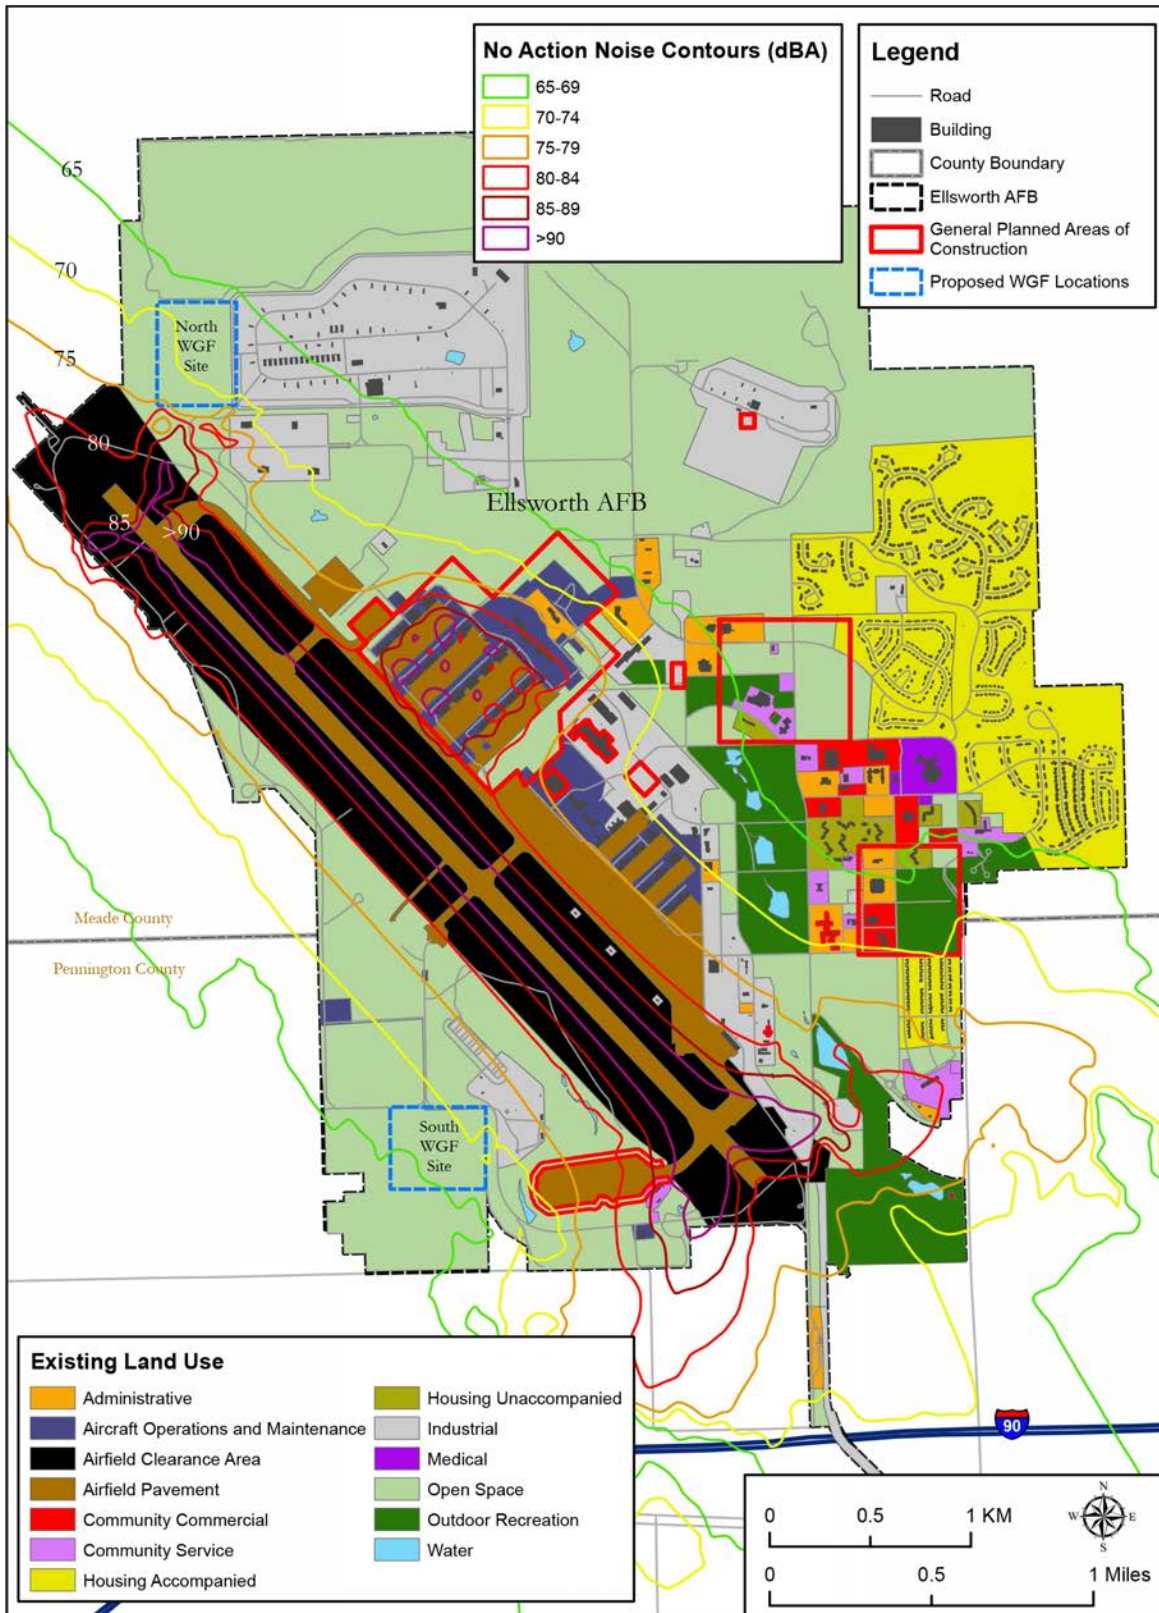 No Action Noise Contours (dBA)
65-69
70-74
75-79
80-84
85-89
>90
Legend
Road
Building
County Boundary
Ellsworth AFB
General Planned Areas of
Construction
Proposed WGF Locations
65
70
75
80
85
>90
North
WGF
Site
Ellsworth AFB
Meade County
Pennington County
South
WGF
Site
90
Existing Land Use
Administrative
Aircraft Operations and Maintenance
Airfield Clearance Area
Airfield Pavement
Community Commercial
Community Service
Housing Accompanied
Housing Unaccompanied
Industrial
Medical
Open Space
Outdoor Recreation
Water
N
W
E
S
0 0.5 1 KM
0 0.5 1 Miles